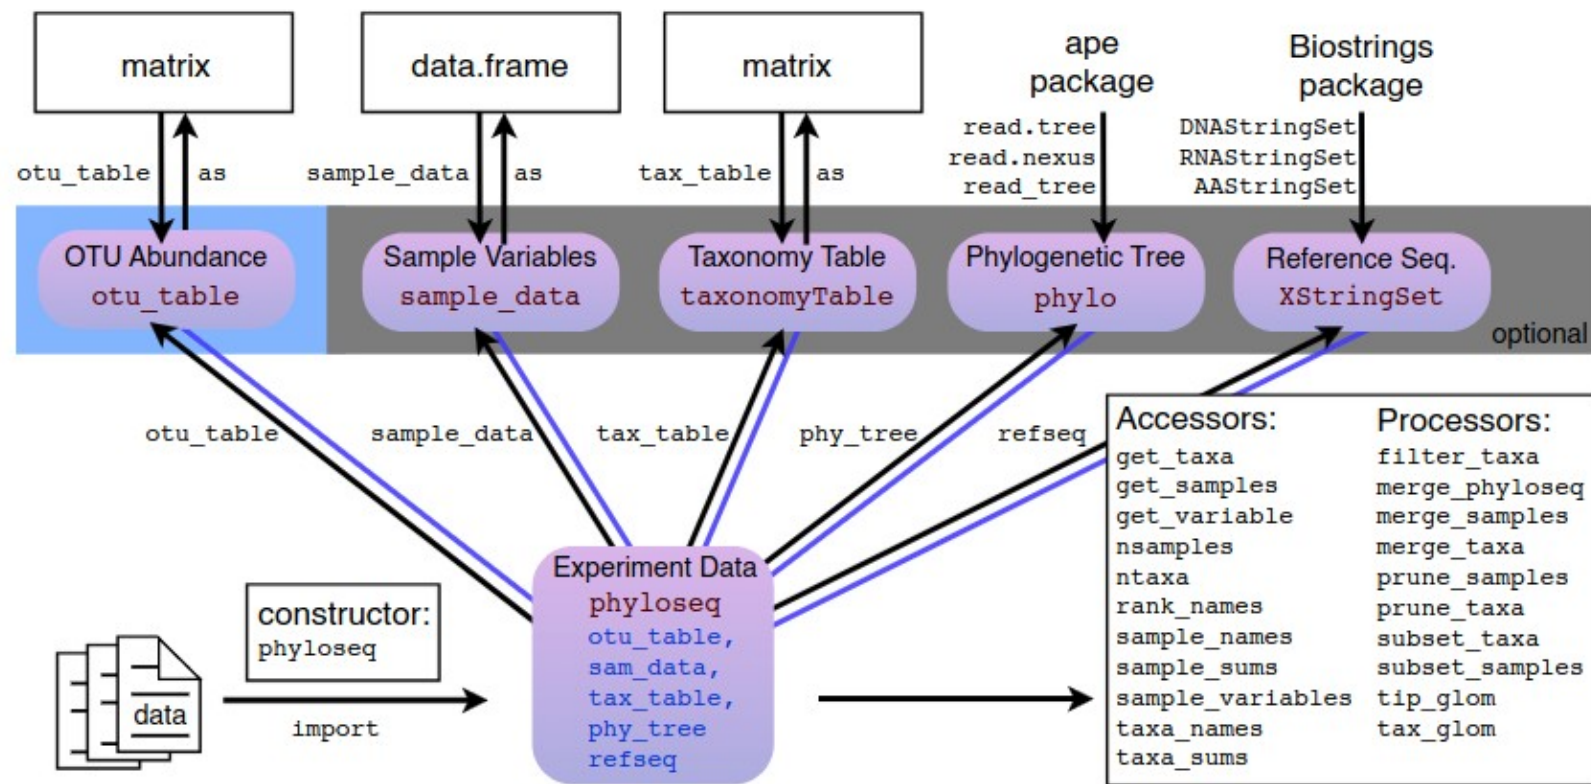 matrix
data.frame
matrix
ape
package
Biostrings
package
read.tree
read.nexus
read_tree
DNAStringSet
RNAStringSet
AAStringSet
otu_table
as
sample_data
as
tax_table
as
OTU Abundance
otu_table
Sample Variables
sample_data
Taxonomy Table
taxonomyTable
Phylogenetic Tree
phylo
Reference Seq.
XStringSet
optional
otu_table
sample_data
tax_table
phy_tree
refseq
Accessors:
get_taxa
get_samples
get_variable
nsamples
ntaxa
rank_names
sample_names
sample_sums
sample_variables
taxa_names
taxa_sums
Processors:
filter_taxa
merge_phyloseq
merge_samples
merge_taxa
prune_samples
prune_taxa
subset_taxa
subset_samples
tip_glom
tax_glom
Experiment Data
phyloseq
otu_table,
sam_data,
tax_table,
phy_tree
refseq
constructor:
phyloseq
data
import